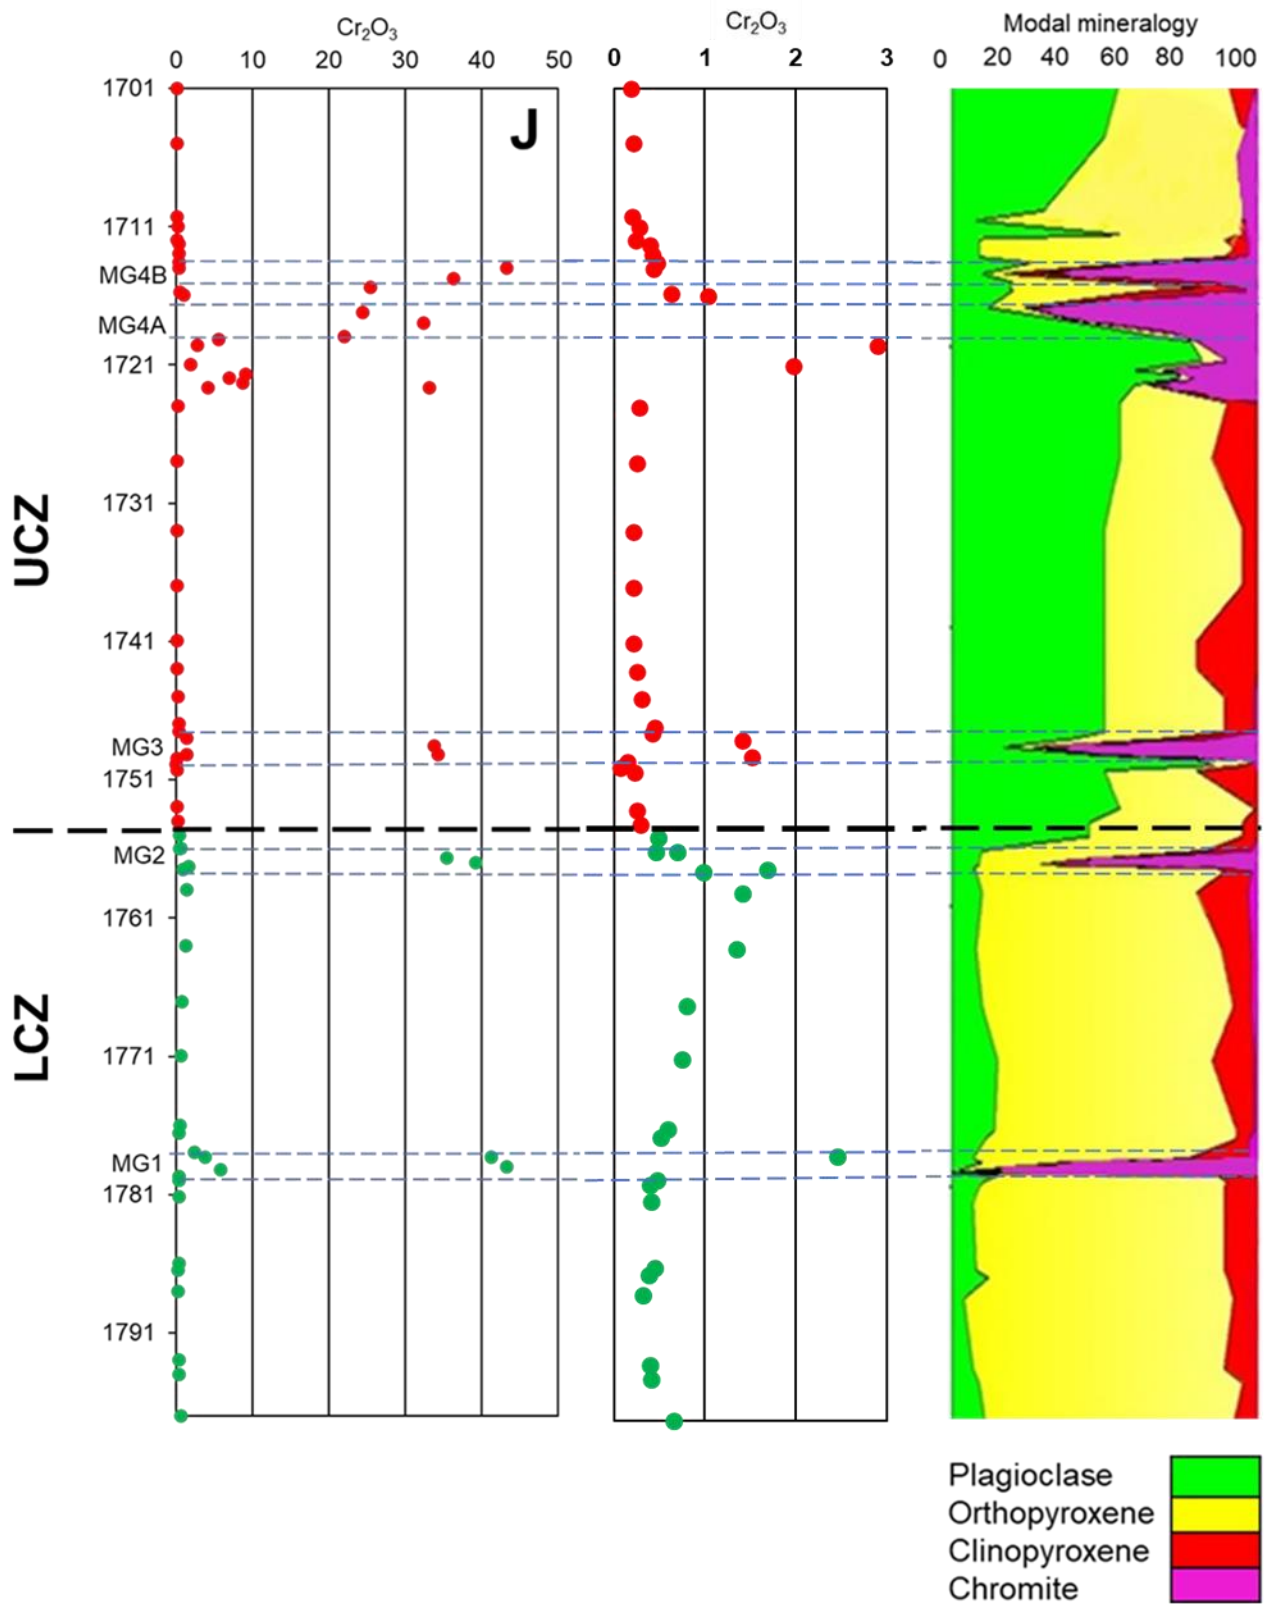 Cr₂O₃ Cr₂O₃ Modal mineralogy
0 10 20 30 40 50 0 1 2 3 0 20 40 60 80 100
1701
J
1711
MG4B
MG4A
1721
1731
UCZ
1741
MG3
1751
MG2
1761
LCZ
1771
MG1
1781
1791
Plagioclase
Orthopyroxene
Clinopyroxene
Chromite